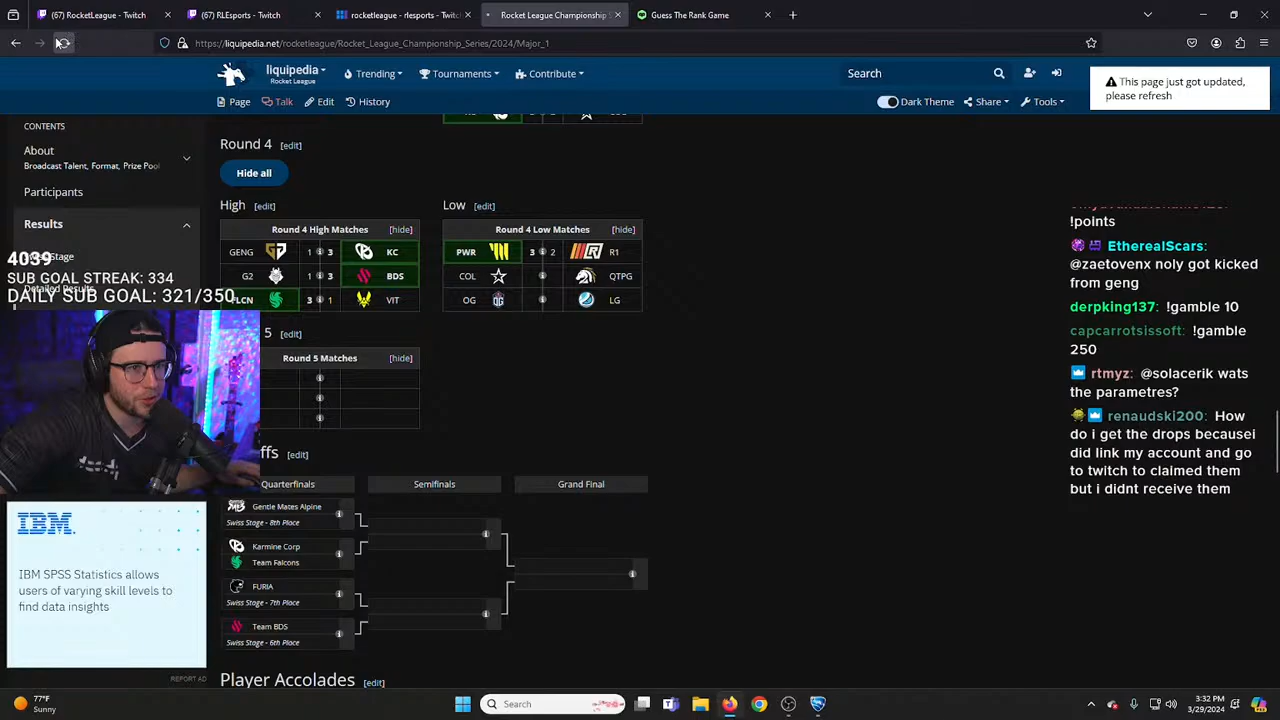 (67) RocketLeague - Twitch
(67) RLEsports - Twitch
rocketleague - rlesports - Twitch
Rocket League Championship
Guess The Rank Game
https://liquipedia.net/rocketleague/Rocket_League_Championship_Series/2024/Major_1
liquipedia
Rocket League
Trending
Tournaments
Contribute
Search
This page just got updated,
please refresh
Page
Talk
Edit
History
Dark Theme
Share
Tools
CONTENTS
About
Broadcast Talent, Format, Prize Pool
Participants
Results
Stage
Detailed Results
4039
SUB GOAL STREAK: 334
DAILY SUB GOAL: 321/350
Round 4 [edit]
Hide all
High [edit]
Low [edit]
Round 4 High Matches [hide]
GENG 1 3 KC
G2 1 3 BDS
FLCN 3 1 VIT
Round 4 Low Matches [hide]
PWR 3 2 R1
COL QTPG
OG LG
5 [edit]
Round 5 Matches [hide]
ffs [edit]
Quarterfinals
Semifinals
Grand Final
Gentle Mates Alpine
Swiss Stage - 8th Place
Karmine Corp
Team Falcons
FURIA
Swiss Stage - 7th Place
Team BDS
Swiss Stage - 6th Place
Player Accolades [edit]
!points
EtherealScars:
@zaetovenx noly got kicked
from geng
derpking137: !gamble 10
capcarrotsissoft: !gamble
250
rtmyz: @solacerik wats
the parametres?
renaudski200: How
do i get the drops becausei
did link my account and go
to twitch to claimed them
but i didnt receive them
IBM
IBM SPSS Statistics allows
users of varying skill levels to
find data insights
REPORT AD
77°F
Sunny
Search
3:32 PM
3/29/2024